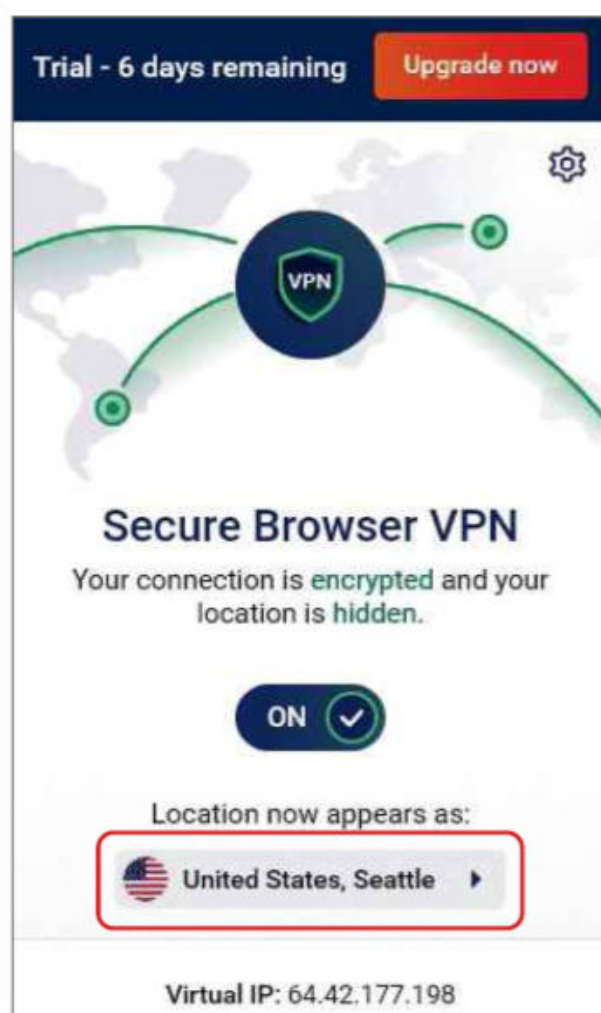 Trial - 6 days remaining
Upgrade now
VPN
Secure Browser VPN
Your connection is encrypted and your
location is hidden.
ON
Location now appears as:
United States, Seattle
Virtual IP: 64.42.177.198